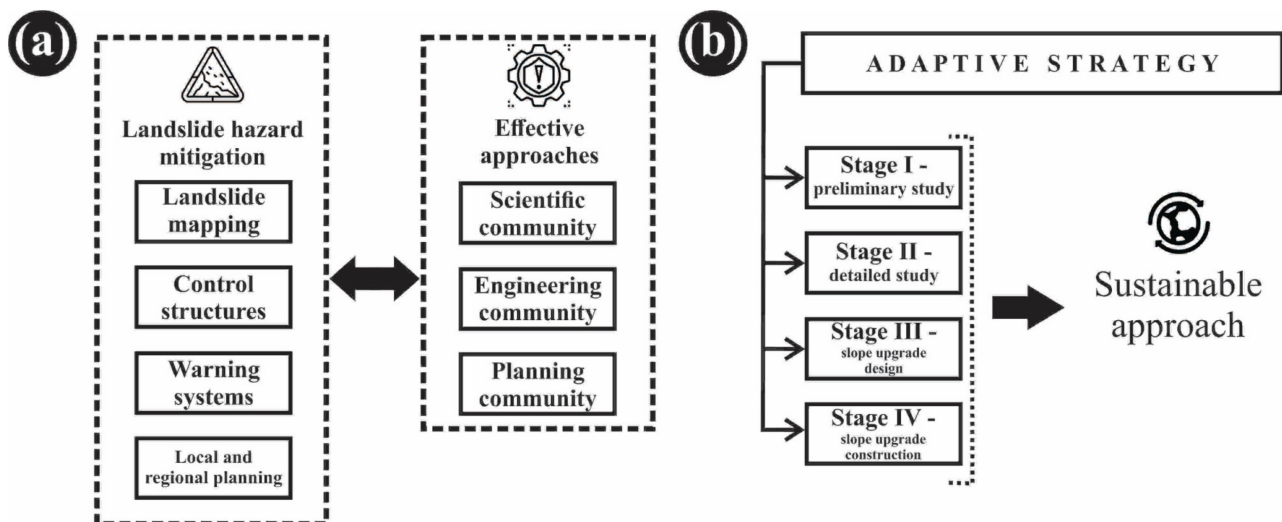 (a)
Landslide hazard
mitigation
Landslide
mapping
Control
structures
Warning
systems
Local and
regional planning
Effective
approaches
Scientific
community
Engineering
community
Planning
community
(b)
ADAPTIVE STRATEGY
Stage I -
preliminary study
Stage II -
detailed study
Stage III -
slope upgrade
design
Stage IV -
slope upgrade
construction
Sustainable
approach